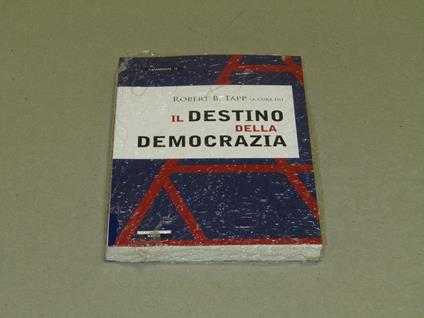 ROBERT B. TAPP (A CURA DI)
IL DESTINO
DELLA
DEMOCRAZIA